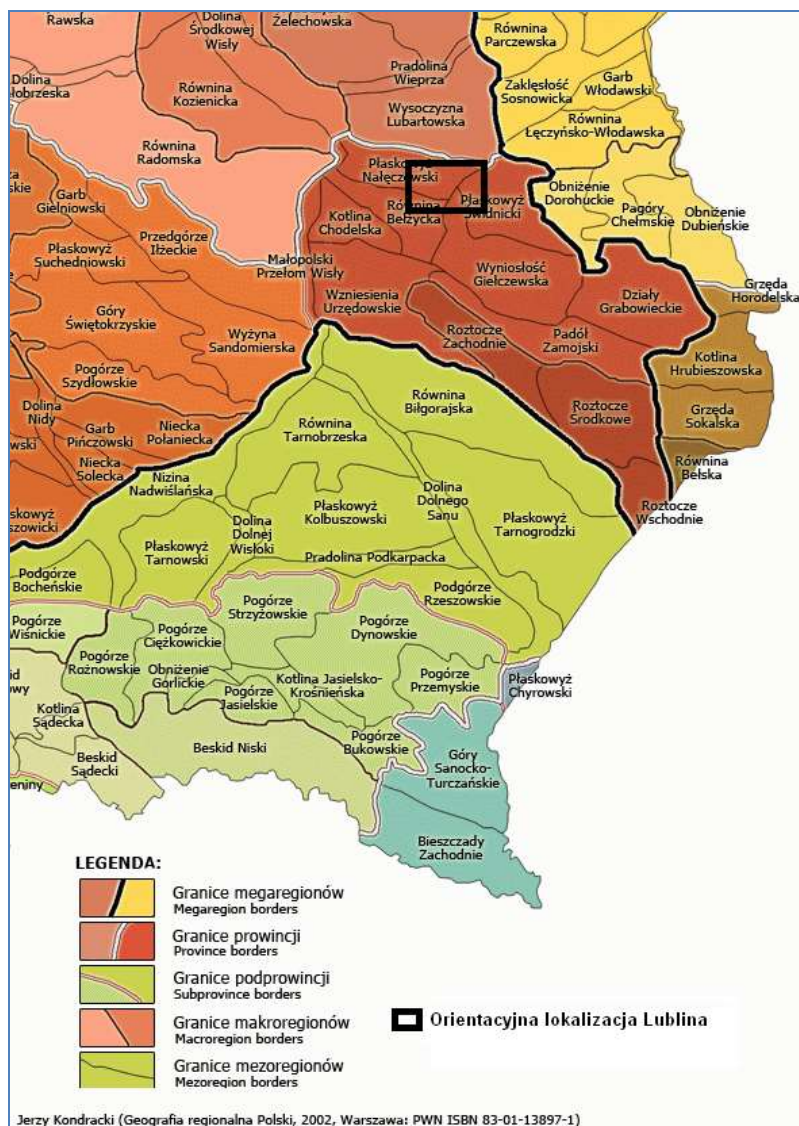 Rawska
Dolina
Środkowej
Wisły
Żelechowska
Równina
Parczewska
Dolina
Pradolina
Wieprza
Zaklęsłość
Sosnowicka
Garb
Włodawski
Równina
Kozienicka
Wysoczyzna
Lubartowska
Równina
Łęczyńsko-Włodawska
Równina
Radomska
Płaskowyż
Nałęczowski
Garb
Gielniowski
Kotlina
Chodelska
Równina
Bełżycka
Płaskowyż
Świdnicki
Obniżenie
Dorohuckie
Pagóry
Chełmskie
Obniżenie
Dubieńskie
Płaskowyż
Suchedniowski
Przedgórze
Iłżeckie
Małopolski
Przełom Wisły
Wyniosłość
Giełczewska
Działy
Grabowieckie
Grzęda
Horodelska
Góry
Świętokrzyskie
Wzniesienia
Urzędowskie
Roztocze
Zachodnie
Padół
Zamojski
Wyżyna
Sandomierska
Kotlina
Hrubieszowska
Pogórze
Szydłowskie
Równina
Biłgorajska
Roztocze
Środkowe
Grzęda
Sokalska
Dolina
Nidy
Garb
Pińczowski
Niecka
Połaniecka
Równina
Tarnobrzeska
Niecka
Solecka
Nizina
Nadwiślańska
Równina
Bełska
Płaskowyż
Kolbuszowski
Dolina
Dolnego
Sanu
Roztocze
Wschodnie
Płaskowyż
Tarnowski
Dolina
Dolnej
Wisłoki
Płaskowyż
Tarnogrodzki
Pradolina Podkarpacka
Podgórze
Bocheńskie
Pogórze
Strzyżowskie
Podgórze
Rzeszowskie
Pogórze
Wiśnickie
Pogórze
Ciężkowickie
Pogórze
Dynowskie
Pogórze
Rożnowskie
Obniżenie
Gorlickie
Kotlina Jasielsko-
Krośnieńska
Pogórze
Przemyskie
Płaskowyż
Chyrowski
Pogórze
Jasielskie
Kotlina
Sądecka
Beskid Niski
Pogórze
Bukowskie
Beskid
Sądecki
Góry
Sanocko-
Turczańskie
Bieszczady
Zachodnie
LEGENDA:
Granice megaregionów
Megaregion borders
Granice prowincji
Province borders
Granice podprowincji
Subprovince borders
Granice makroregionów
Macroregion borders
Granice mezoregionów
Mezoregion borders
Orientacyjna lokalizacja Lublina
Jerzy Kondracki (Geografia regionalna Polski, 2002, Warszawa: PWN ISBN 83-01-13897-1)